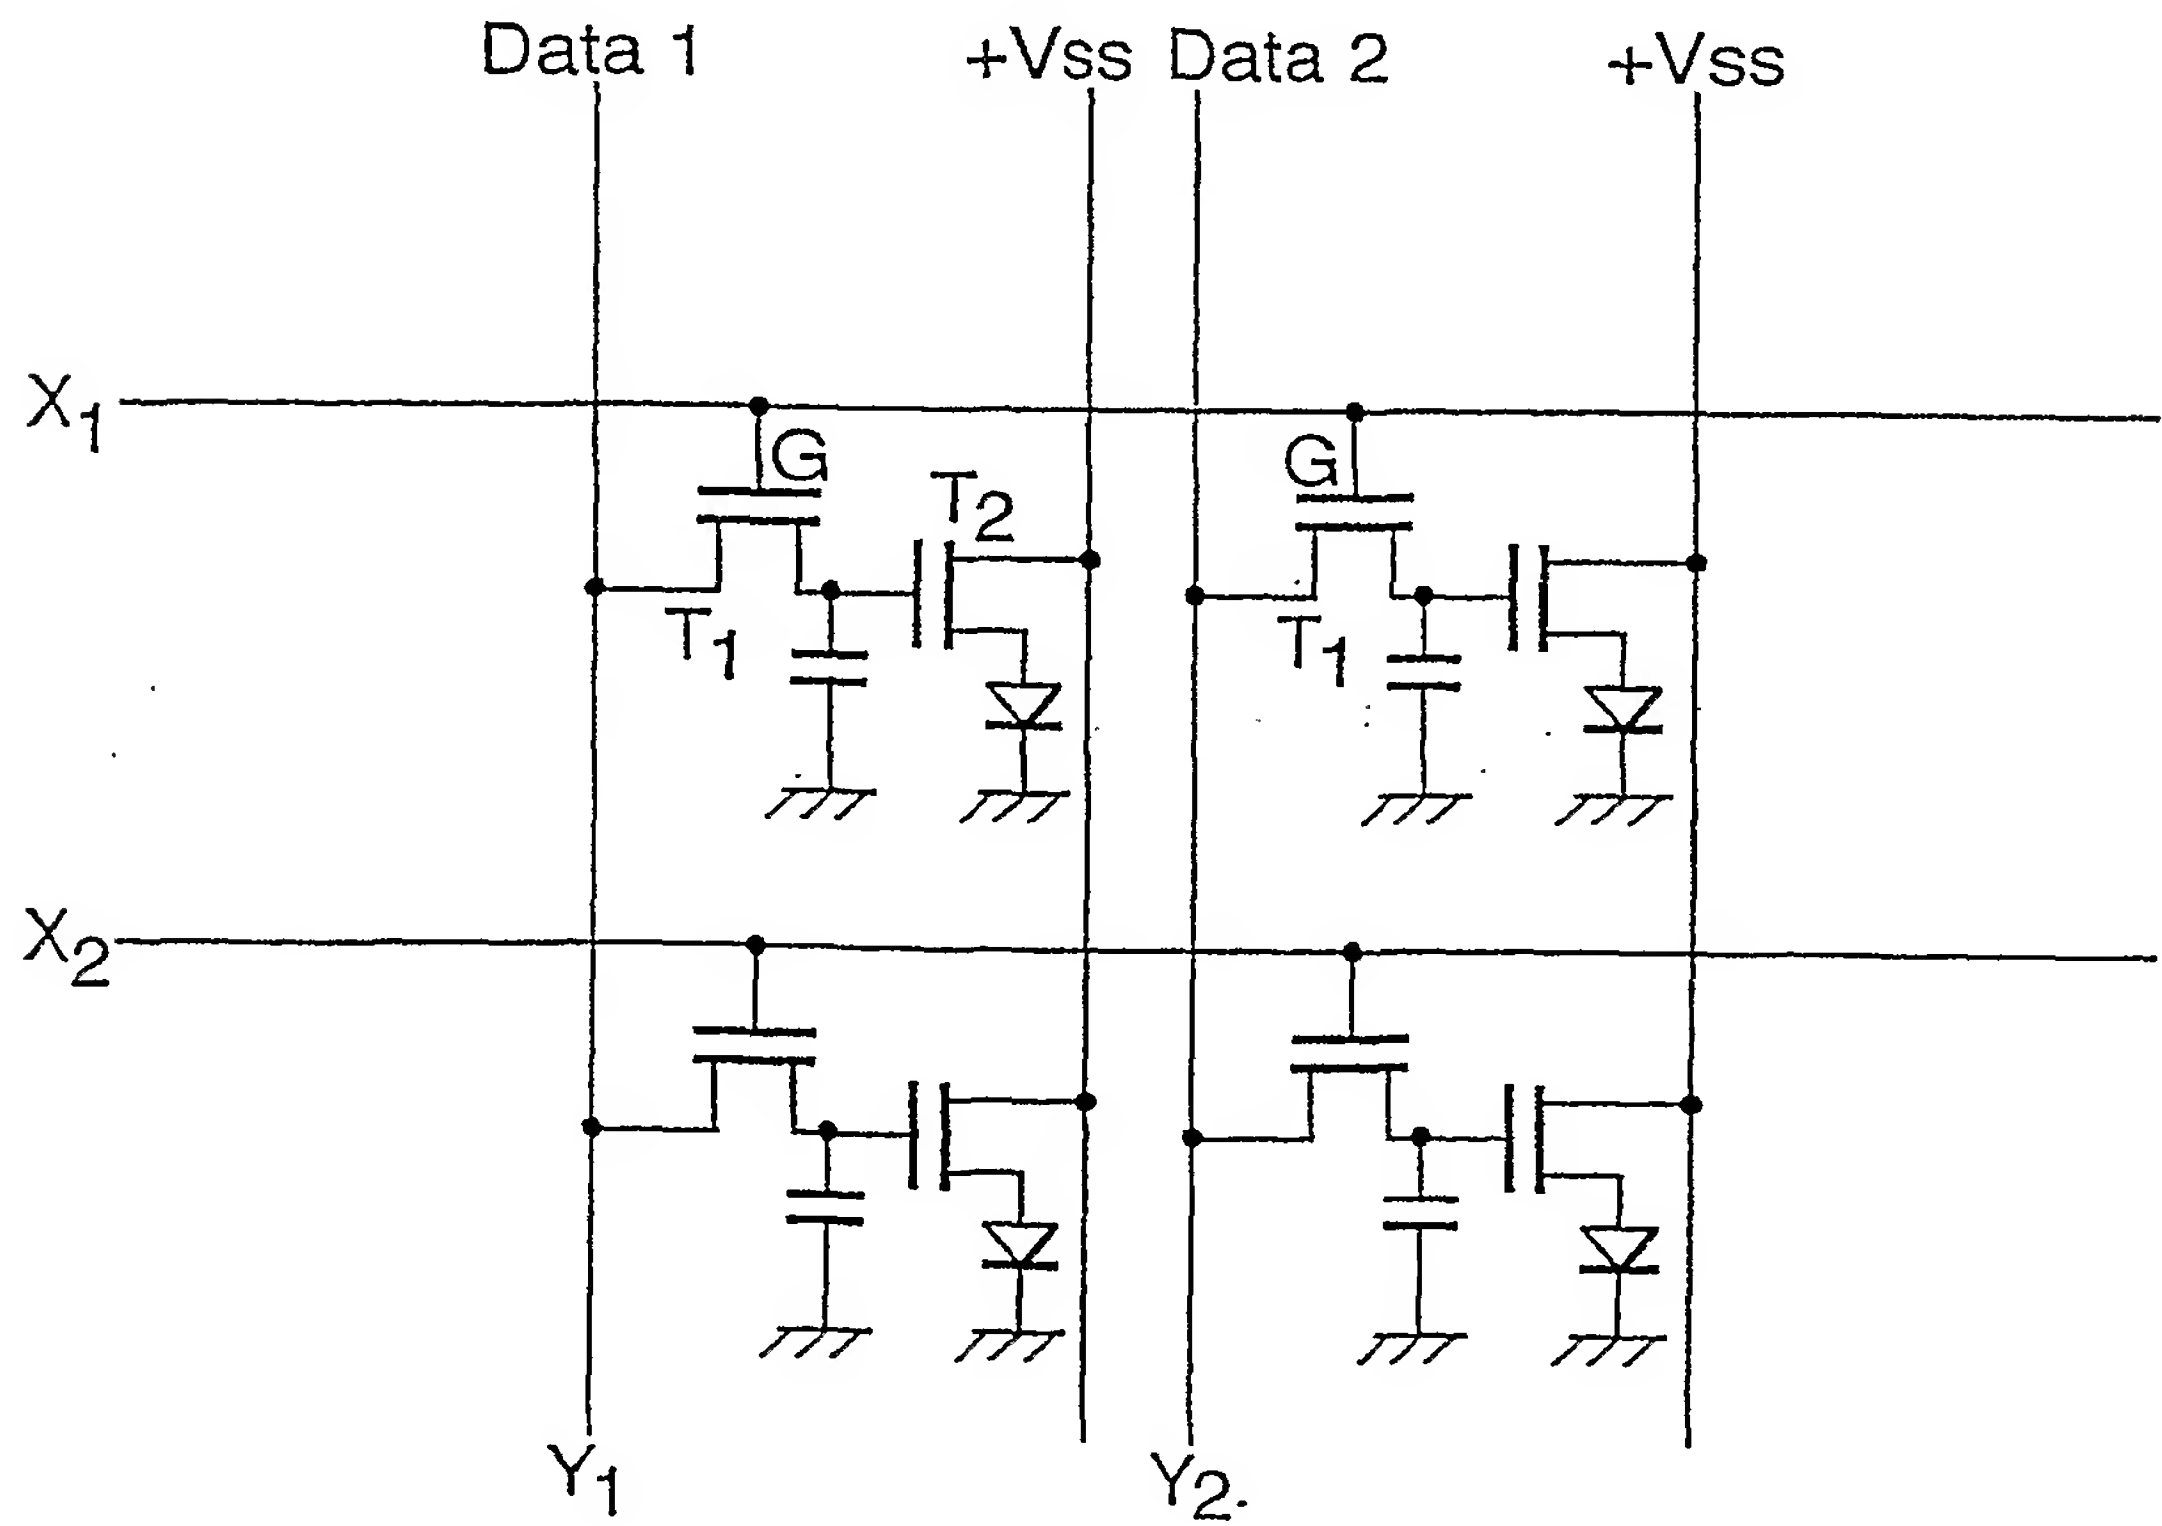 Data 1 +Vss Data 2 +Vss
X1
G G
T2
T1 T1
X2
Y1 Y2.